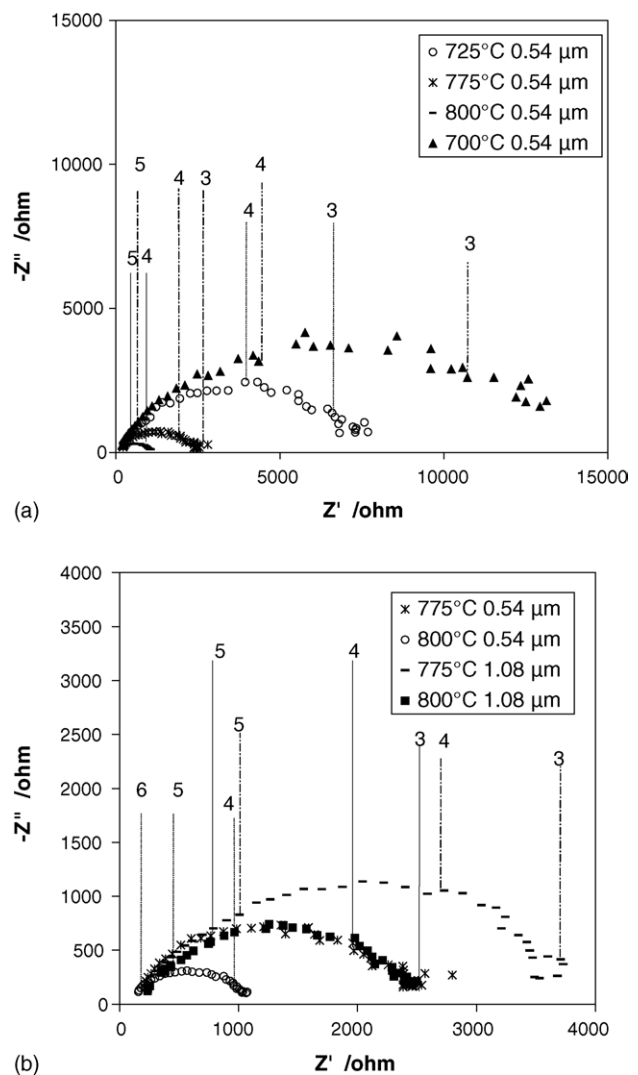 15000
725°C 0.54 µm
775°C 0.54 µm
800°C 0.54 µm
700°C 0.54 µm
10000
5 4 3 4
4 3 3
5 4
-Z" /ohm
5000
0
0 5000 10000 15000
(a) Z' /ohm
4000
775°C 0.54 µm
800°C 0.54 µm
775°C 1.08 µm
800°C 1.08 µm
3500
5 4
3000
2500
5 3 4 3
6 5 4
-Z" /ohm
2000
1500
1000
500
0
0 1000 2000 3000 4000
(b) Z' /ohm